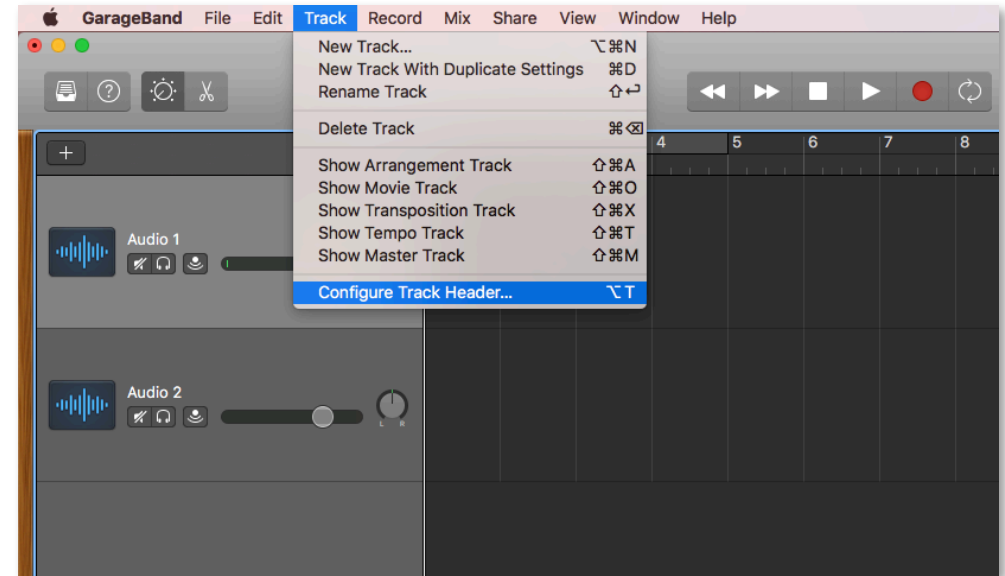 GarageBand File Edit Track Record Mix Share View Window Help
New Track... ⌥⌘N
New Track With Duplicate Settings ⌘D
Rename Track ⇧↩
Delete Track ⌘⌫
Show Arrangement Track ⇧⌘A
Show Movie Track ⇧⌘O
Show Transposition Track ⇧⌘X
Show Tempo Track ⇧⌘T
Show Master Track ⇧⌘M
Configure Track Header... ⌥T
4 5 6 7 8
Audio 1
Audio 2
L R